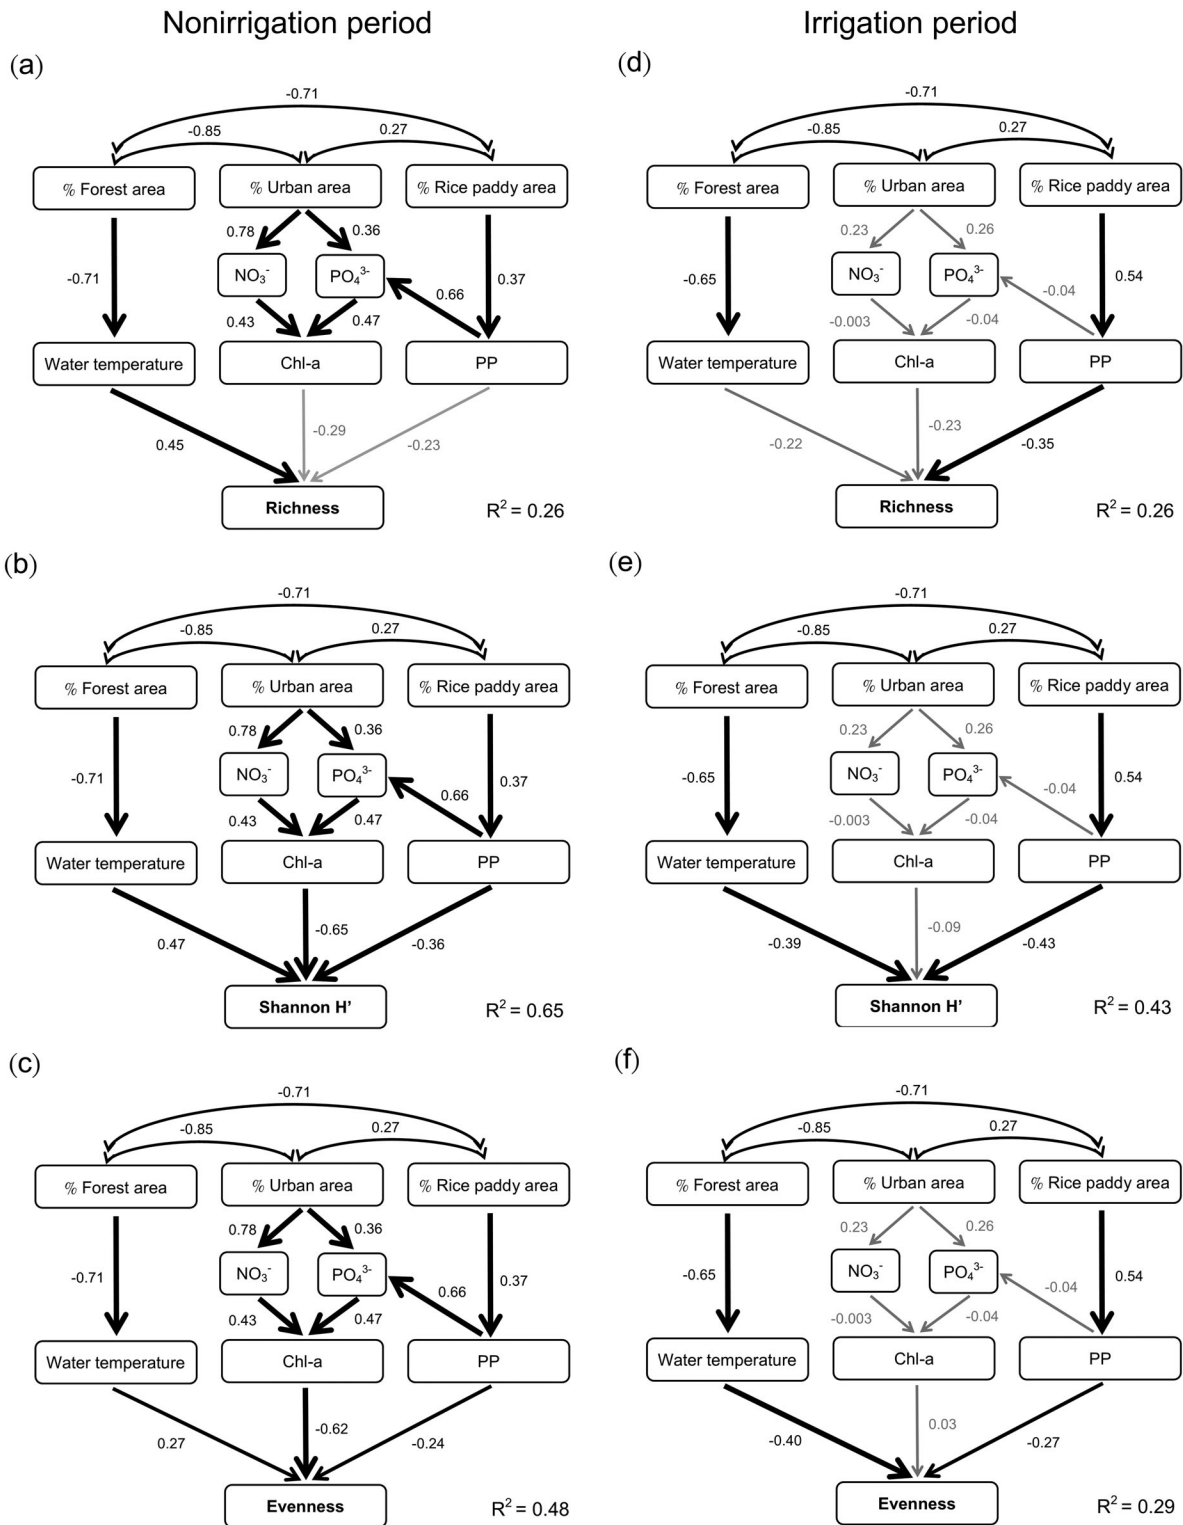 Nonirrigation period
(a)
-0.71
-0.85 0.27
% Forest area % Urban area % Rice paddy area
0.78 0.36
NO₃⁻ PO₄³⁻
-0.71 0.66 0.37
0.43 0.47
Water temperature Chl-a PP
0.45 -0.29 -0.23
Richness
R² = 0.26
(b)
-0.71
-0.85 0.27
% Forest area % Urban area % Rice paddy area
0.78 0.36
NO₃⁻ PO₄³⁻
-0.71 0.66 0.37
0.43 0.47
Water temperature Chl-a PP
0.47 -0.65 -0.36
Shannon H'
R² = 0.65
(c)
-0.71
-0.85 0.27
% Forest area % Urban area % Rice paddy area
0.78 0.36
NO₃⁻ PO₄³⁻
-0.71 0.66 0.37
0.43 0.47
Water temperature Chl-a PP
0.27 -0.62 -0.24
Evenness
R² = 0.48
Irrigation period
(d)
-0.71
-0.85 0.27
% Forest area % Urban area % Rice paddy area
0.23 0.26
NO₃⁻ PO₄³⁻
-0.65 -0.04 0.54
-0.003 -0.04
Water temperature Chl-a PP
-0.22 -0.23 -0.35
Richness
R² = 0.26
(e)
-0.71
-0.85 0.27
% Forest area % Urban area % Rice paddy area
0.23 0.26
NO₃⁻ PO₄³⁻
-0.65 -0.04 0.54
-0.003 -0.04
Water temperature Chl-a PP
-0.39 -0.09 -0.43
Shannon H'
R² = 0.43
(f)
-0.71
-0.85 0.27
% Forest area % Urban area % Rice paddy area
0.23 0.26
NO₃⁻ PO₄³⁻
-0.65 -0.04 0.54
-0.003 -0.04
Water temperature Chl-a PP
-0.40 0.03 -0.27
Evenness
R² = 0.29